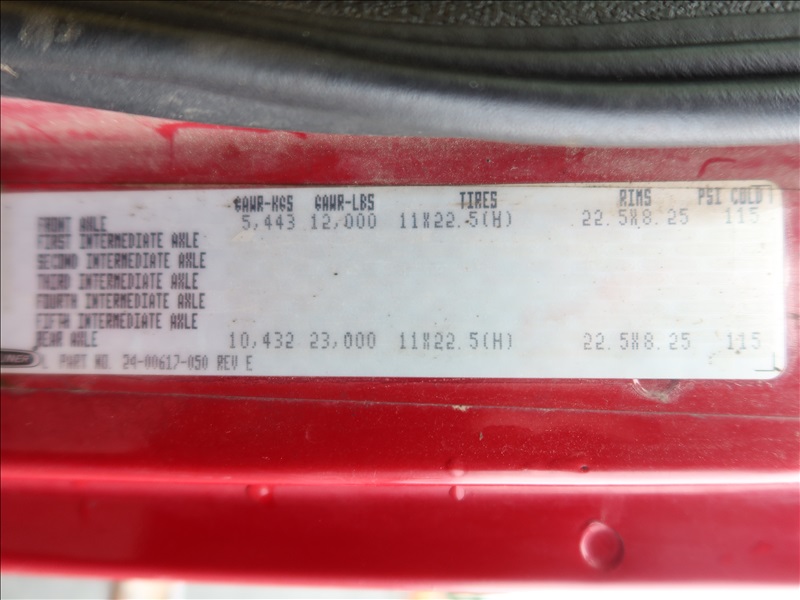 GAWR-KGS GAWR-LBS TIRES RIMS PSI COLD
FRONT AXLE 5,443 12,000 11X22.5(H) 22.5X8.25 115
FIRST INTERMEDIATE AXLE
SECOND INTERMEDIATE AXLE
THIRD INTERMEDIATE AXLE
FOURTH INTERMEDIATE AXLE
FIFTH INTERMEDIATE AXLE
REAR AXLE 10,432 23,000 11X22.5(H) 22.5X8.25 115
PART NO. 24-00617-050 REV E